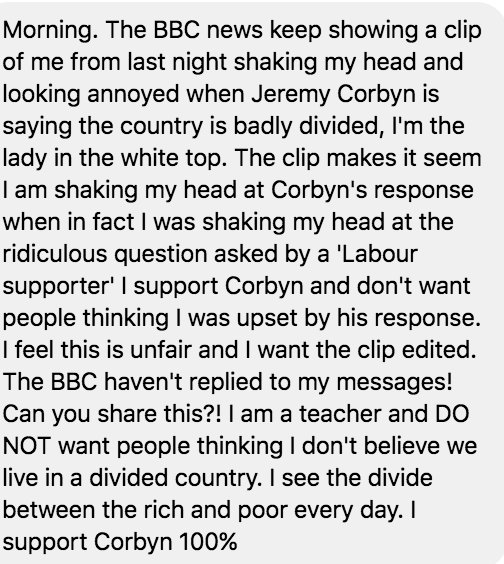 Morning. The BBC news keep showing a clip
of me from last night shaking my head and
looking annoyed when Jeremy Corbyn is
saying the country is badly divided, I'm the
lady in the white top. The clip makes it seem
I am shaking my head at Corbyn's response
when in fact I was shaking my head at the
ridiculous question asked by a 'Labour
supporter' I support Corbyn and don't want
people thinking I was upset by his response.
I feel this is unfair and I want the clip edited.
The BBC haven't replied to my messages!
Can you share this?! I am a teacher and DO
NOT want people thinking I don't believe we
live in a divided country. I see the divide
between the rich and poor every day. I
support Corbyn 100%